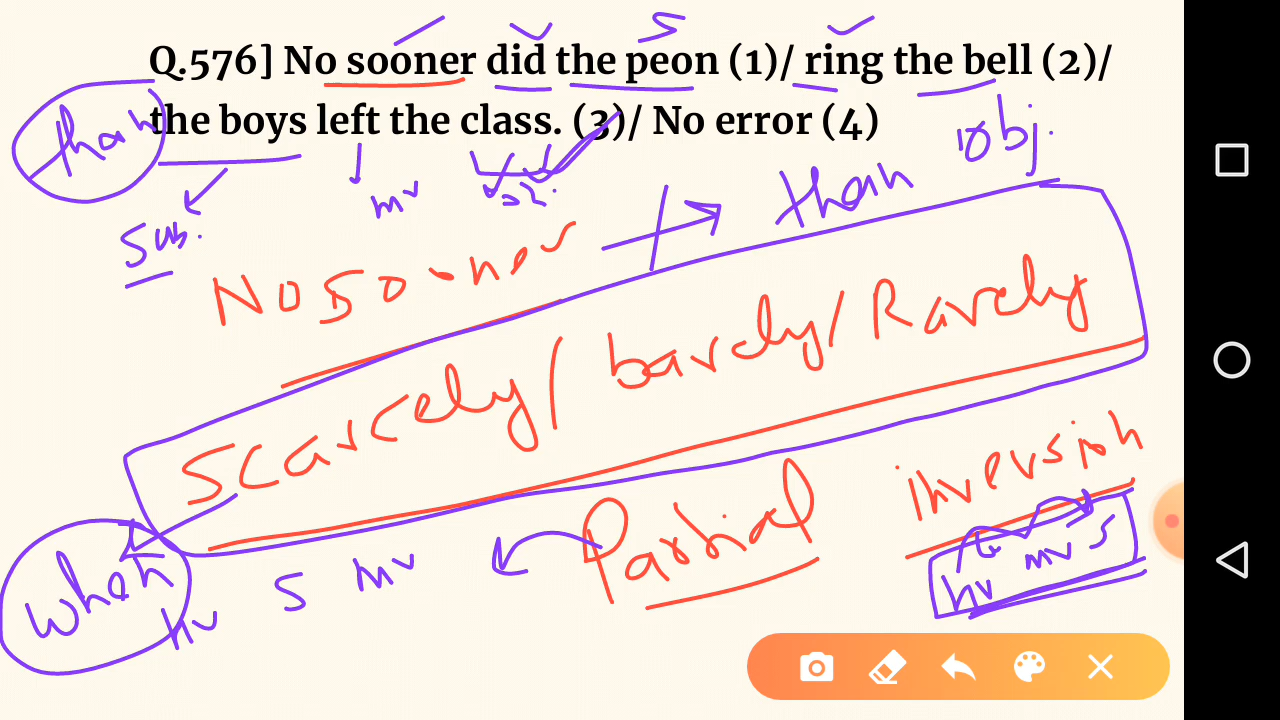 Q.576] No sooner did the peon (1)/ ring the bell (2)/
the boys left the class. (3)/ No error (4)
than
S
obj.
Sub.
mv
than
No sooner
Scarcely/ barely/ Rarely
inversion
Partial
when
hv S mv
hv mv S